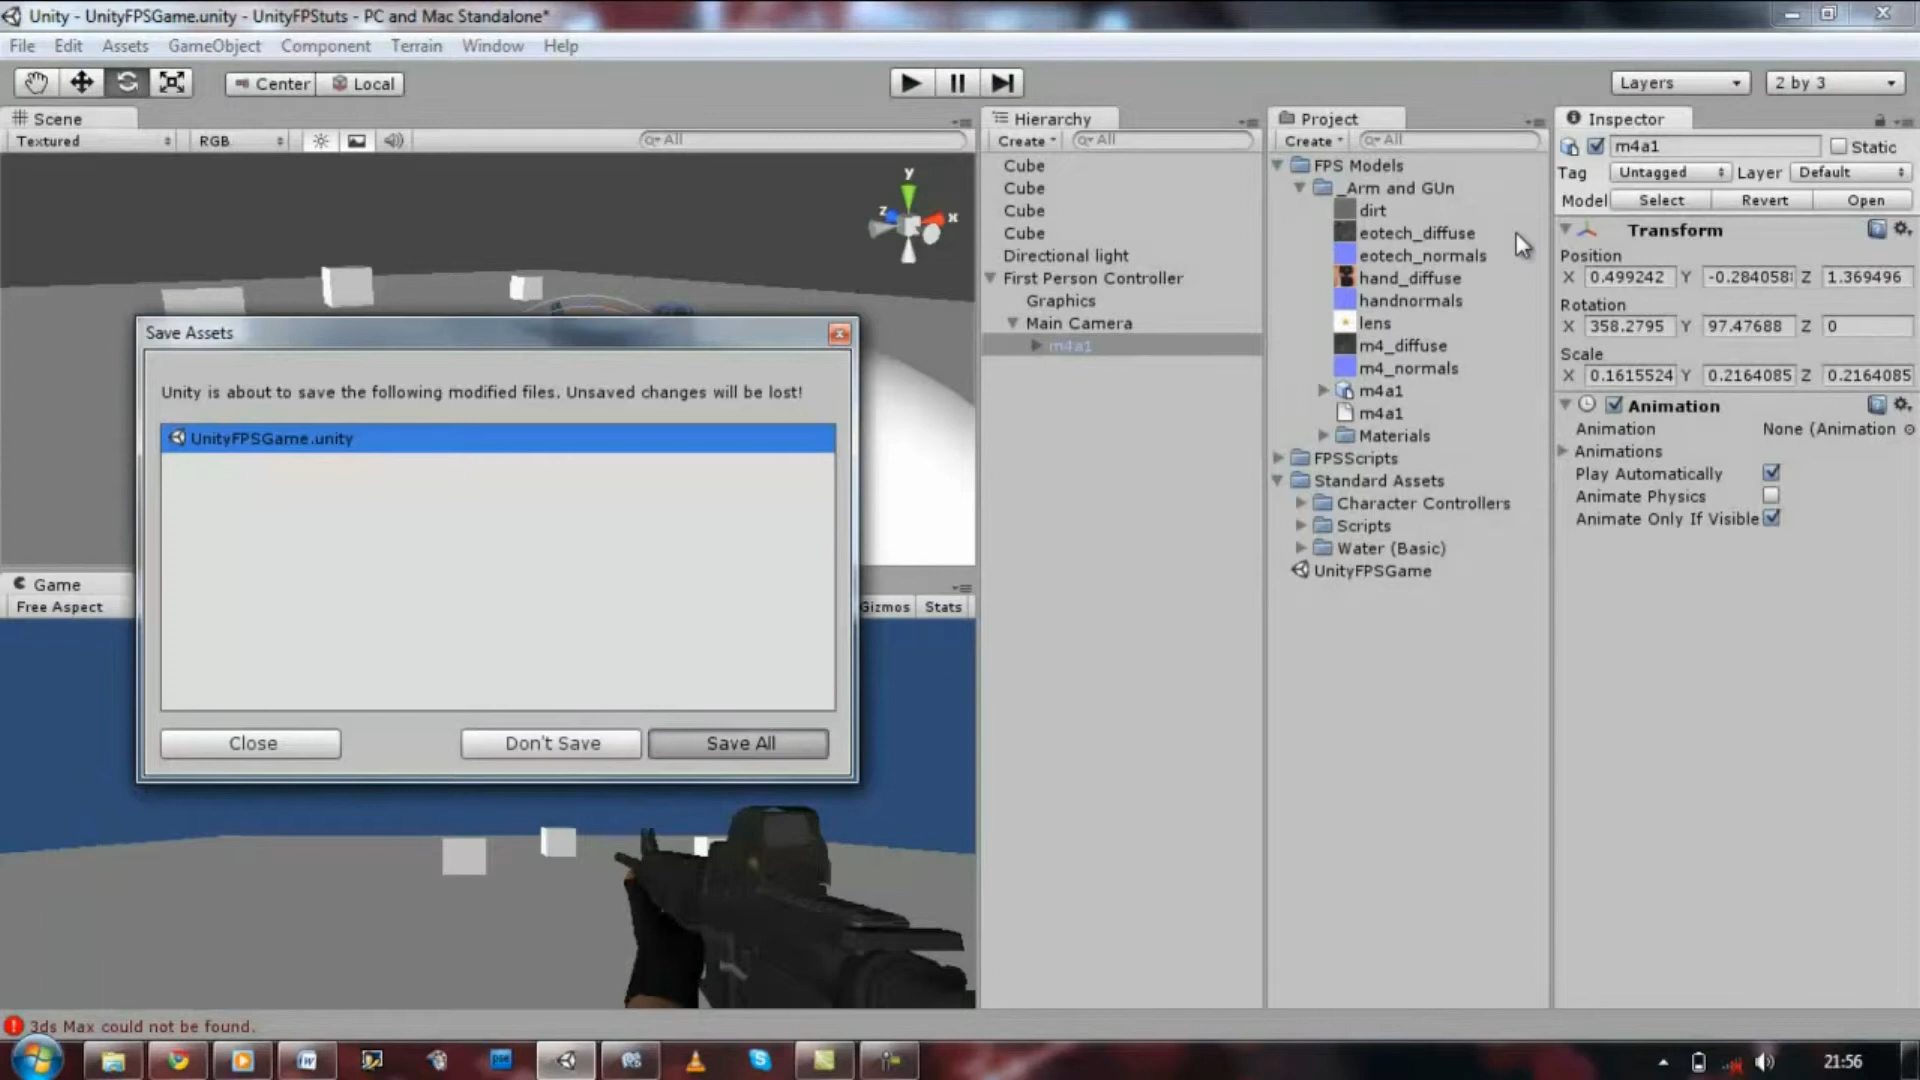 Unity - UnityFPSGame.unity - UnityFPStuts - PC and Mac Standalone*
File Edit Assets GameObject Component Terrain Window Help
Center Local
Layers 2 by 3
Scene
Textured RGB All
Hierarchy
Create All
Cube
Cube
Cube
Cube
Directional light
First Person Controller
Graphics
Main Camera
m4a1
Project
Create All
FPS Models
_Arm and GUn
dirt
eotech_diffuse
eotech_normals
hand_diffuse
handnormals
lens
m4_diffuse
m4_normals
m4a1
m4a1
Materials
FPSScripts
Standard Assets
Character Controllers
Scripts
Water (Basic)
UnityFPSGame
Inspector
m4a1 Static
Tag Untagged Layer Default
Model Select Revert Open
Transform
Position
X 0.499242 Y -0.284058 Z 1.369496
Rotation
X 358.2795 Y 97.47688 Z 0
Scale
X 0.1615524 Y 0.2164085 Z 0.2164085
Animation
Animation None (Animation
Animations
Play Automatically
Animate Physics
Animate Only If Visible
y
z x
Save Assets
Unity is about to save the following modified files. Unsaved changes will be lost!
UnityFPSGame.unity
Close Don't Save Save All
Game
Free Aspect Gizmos Stats
3ds Max could not be found.
pse
21:56